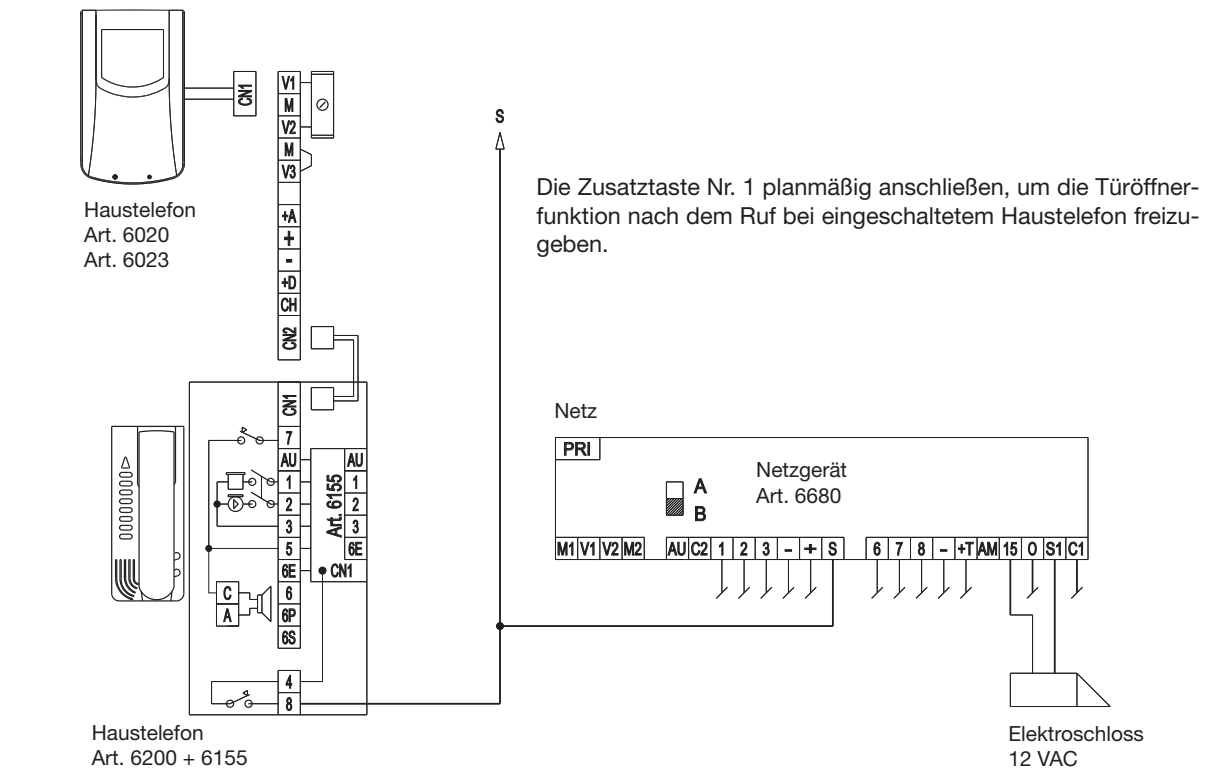 CN1
V1
M
V2
M
V3
+A
+
-
+D
CH
CN2
Haustelefon
Art. 6020
Art. 6023
S
Die Zusatztaste Nr. 1 planmäßig anschließen, um die Türöffner-
funktion nach dem Ruf bei eingeschaltetem Haustelefon freizu-
geben.
CN1
7
AU AU
1 1
2 2
3 3
5 6E
6E CN1
6
6P
6S
Art. 6155
C
A
4
8
Haustelefon
Art. 6200 + 6155
Netz
PRI
Netzgerät
Art. 6680
A
B
M1 V1 V2 M2 AU C2 1 2 3 - + S 6 7 8 - +T AM 15 0 S1 C1
Elektroschloss
12 VAC